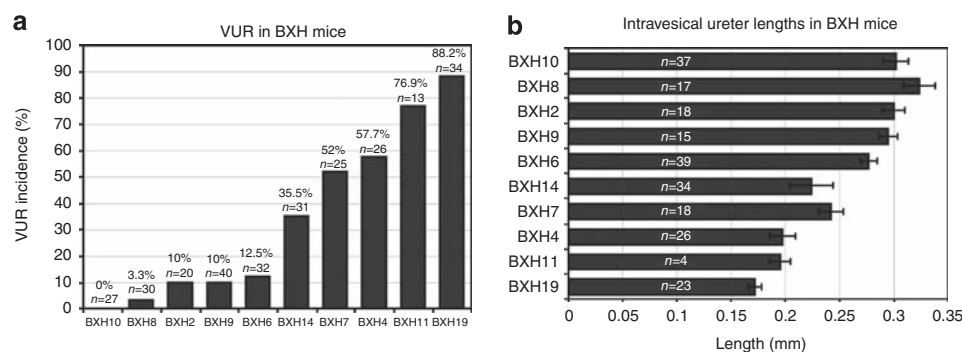 a
VUR in BXH mice
VUR incidence (%)
100
90
80
70
60
50
40
30
20
10
0
0%
n=27
3.3%
n=30
10%
n=20
10%
n=40
12.5%
n=32
35.5%
n=31
52%
n=25
57.7%
n=26
76.9%
n=13
88.2%
n=34
BXH10 BXH8 BXH2 BXH9 BXH6 BXH14 BXH7 BXH4 BXH11 BXH19
b
Intravesical ureter lengths in BXH mice
BXH10 n=37
BXH8 n=17
BXH2 n=18
BXH9 n=15
BXH6 n=39
BXH14 n=34
BXH7 n=18
BXH4 n=26
BXH11 n=4
BXH19 n=23
0 0.05 0.15 0.2 0.25 0.3 0.35
Length (mm)